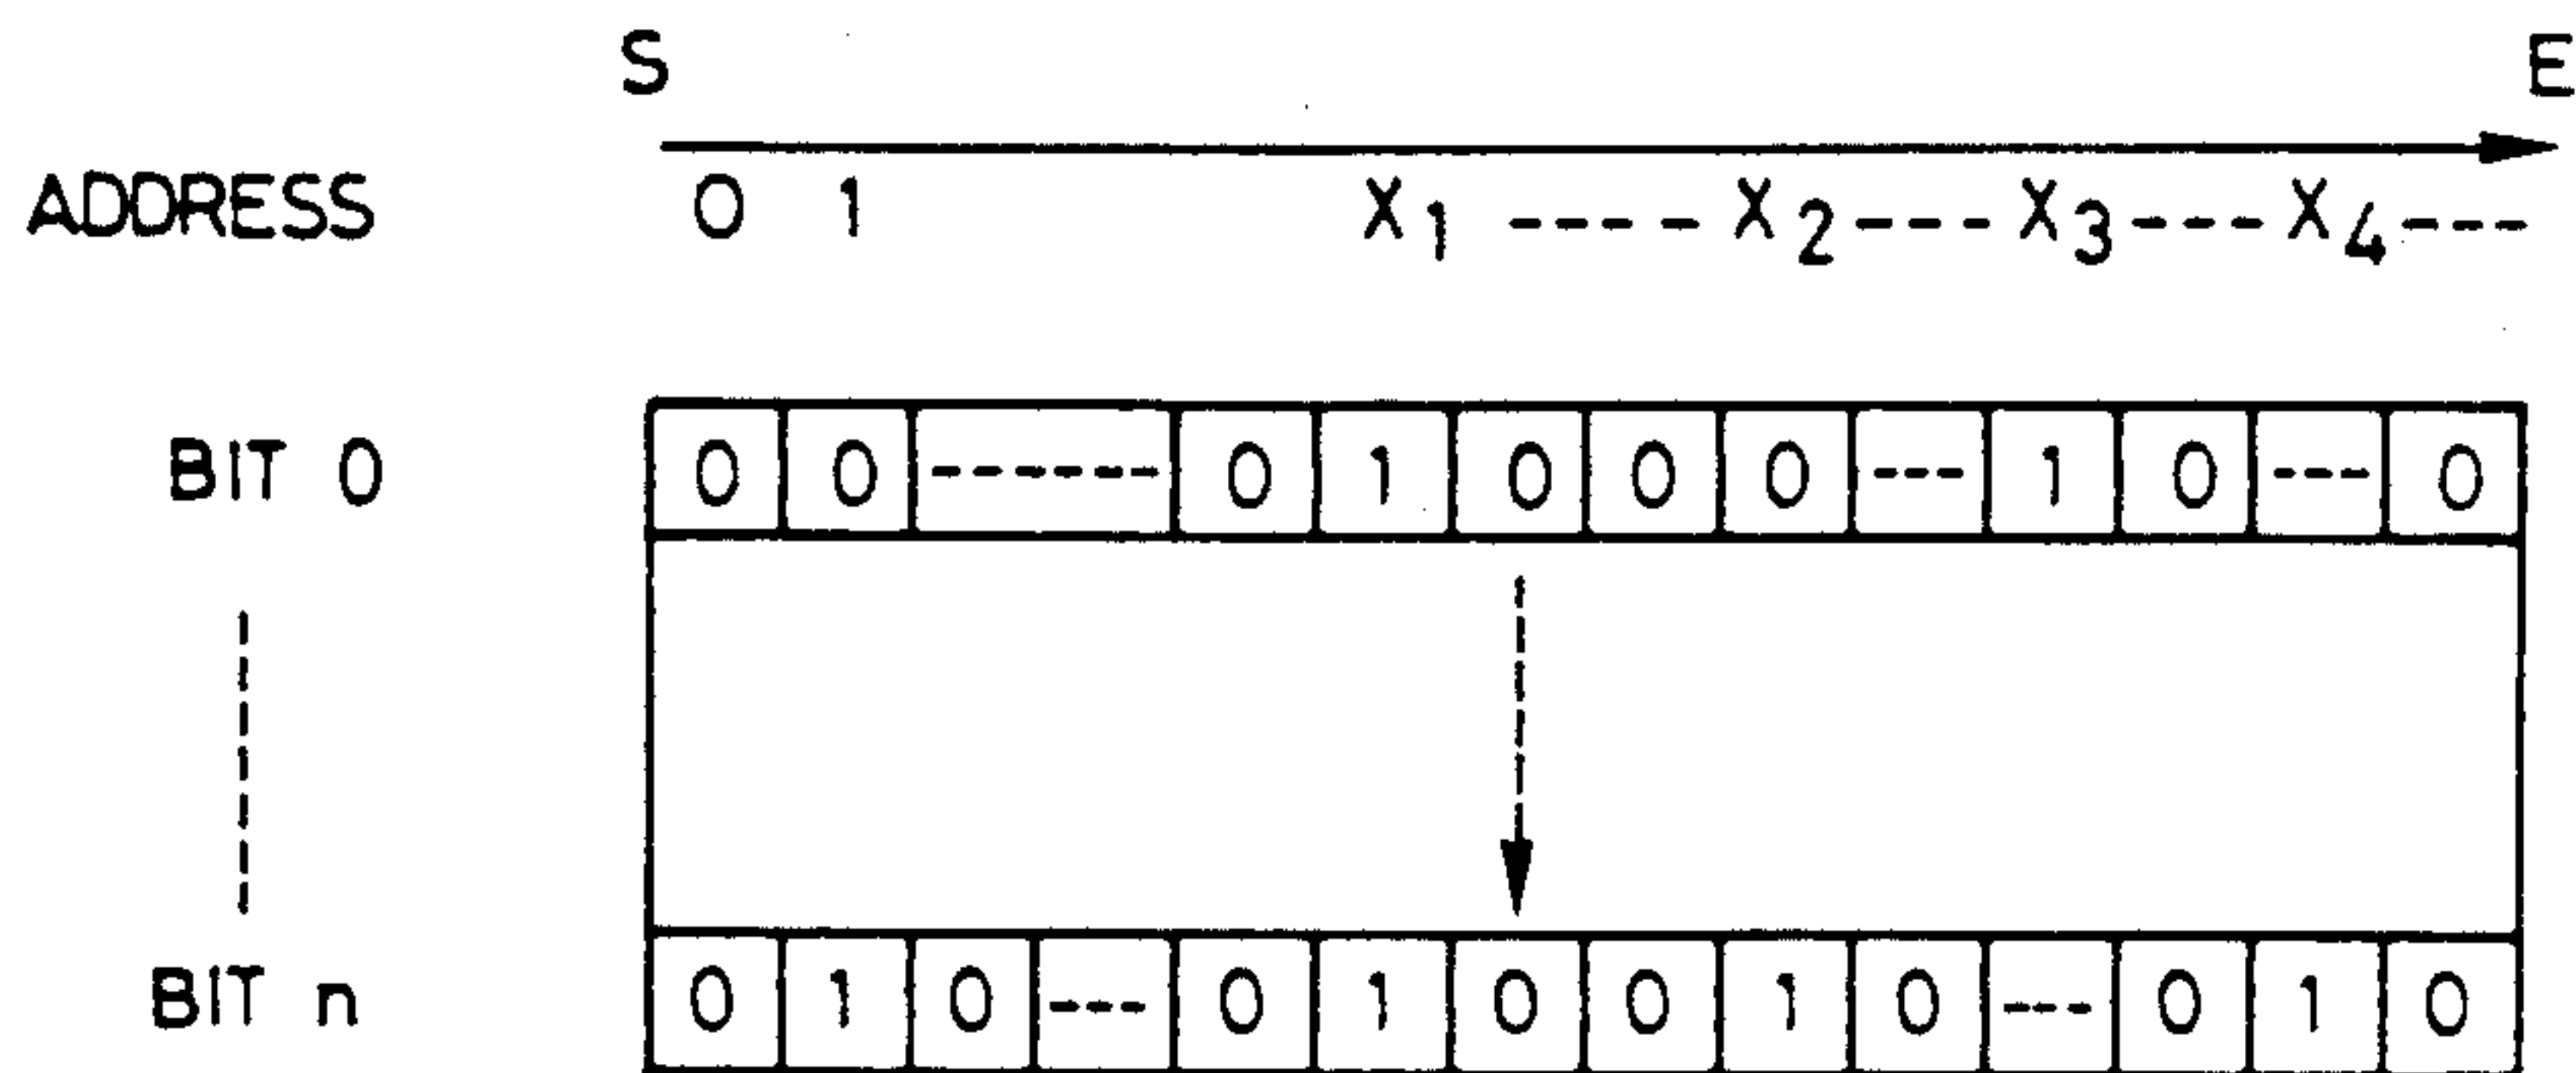 S E
ADDRESS 0 1 X1 ---- X2 --- X3 --- X4 ---
BIT 0 0 0 ------ 0 1 0 0 0 --- 1 0 --- 0
BIT n 0 1 0 --- 0 1 0 0 1 0 --- 0 1 0